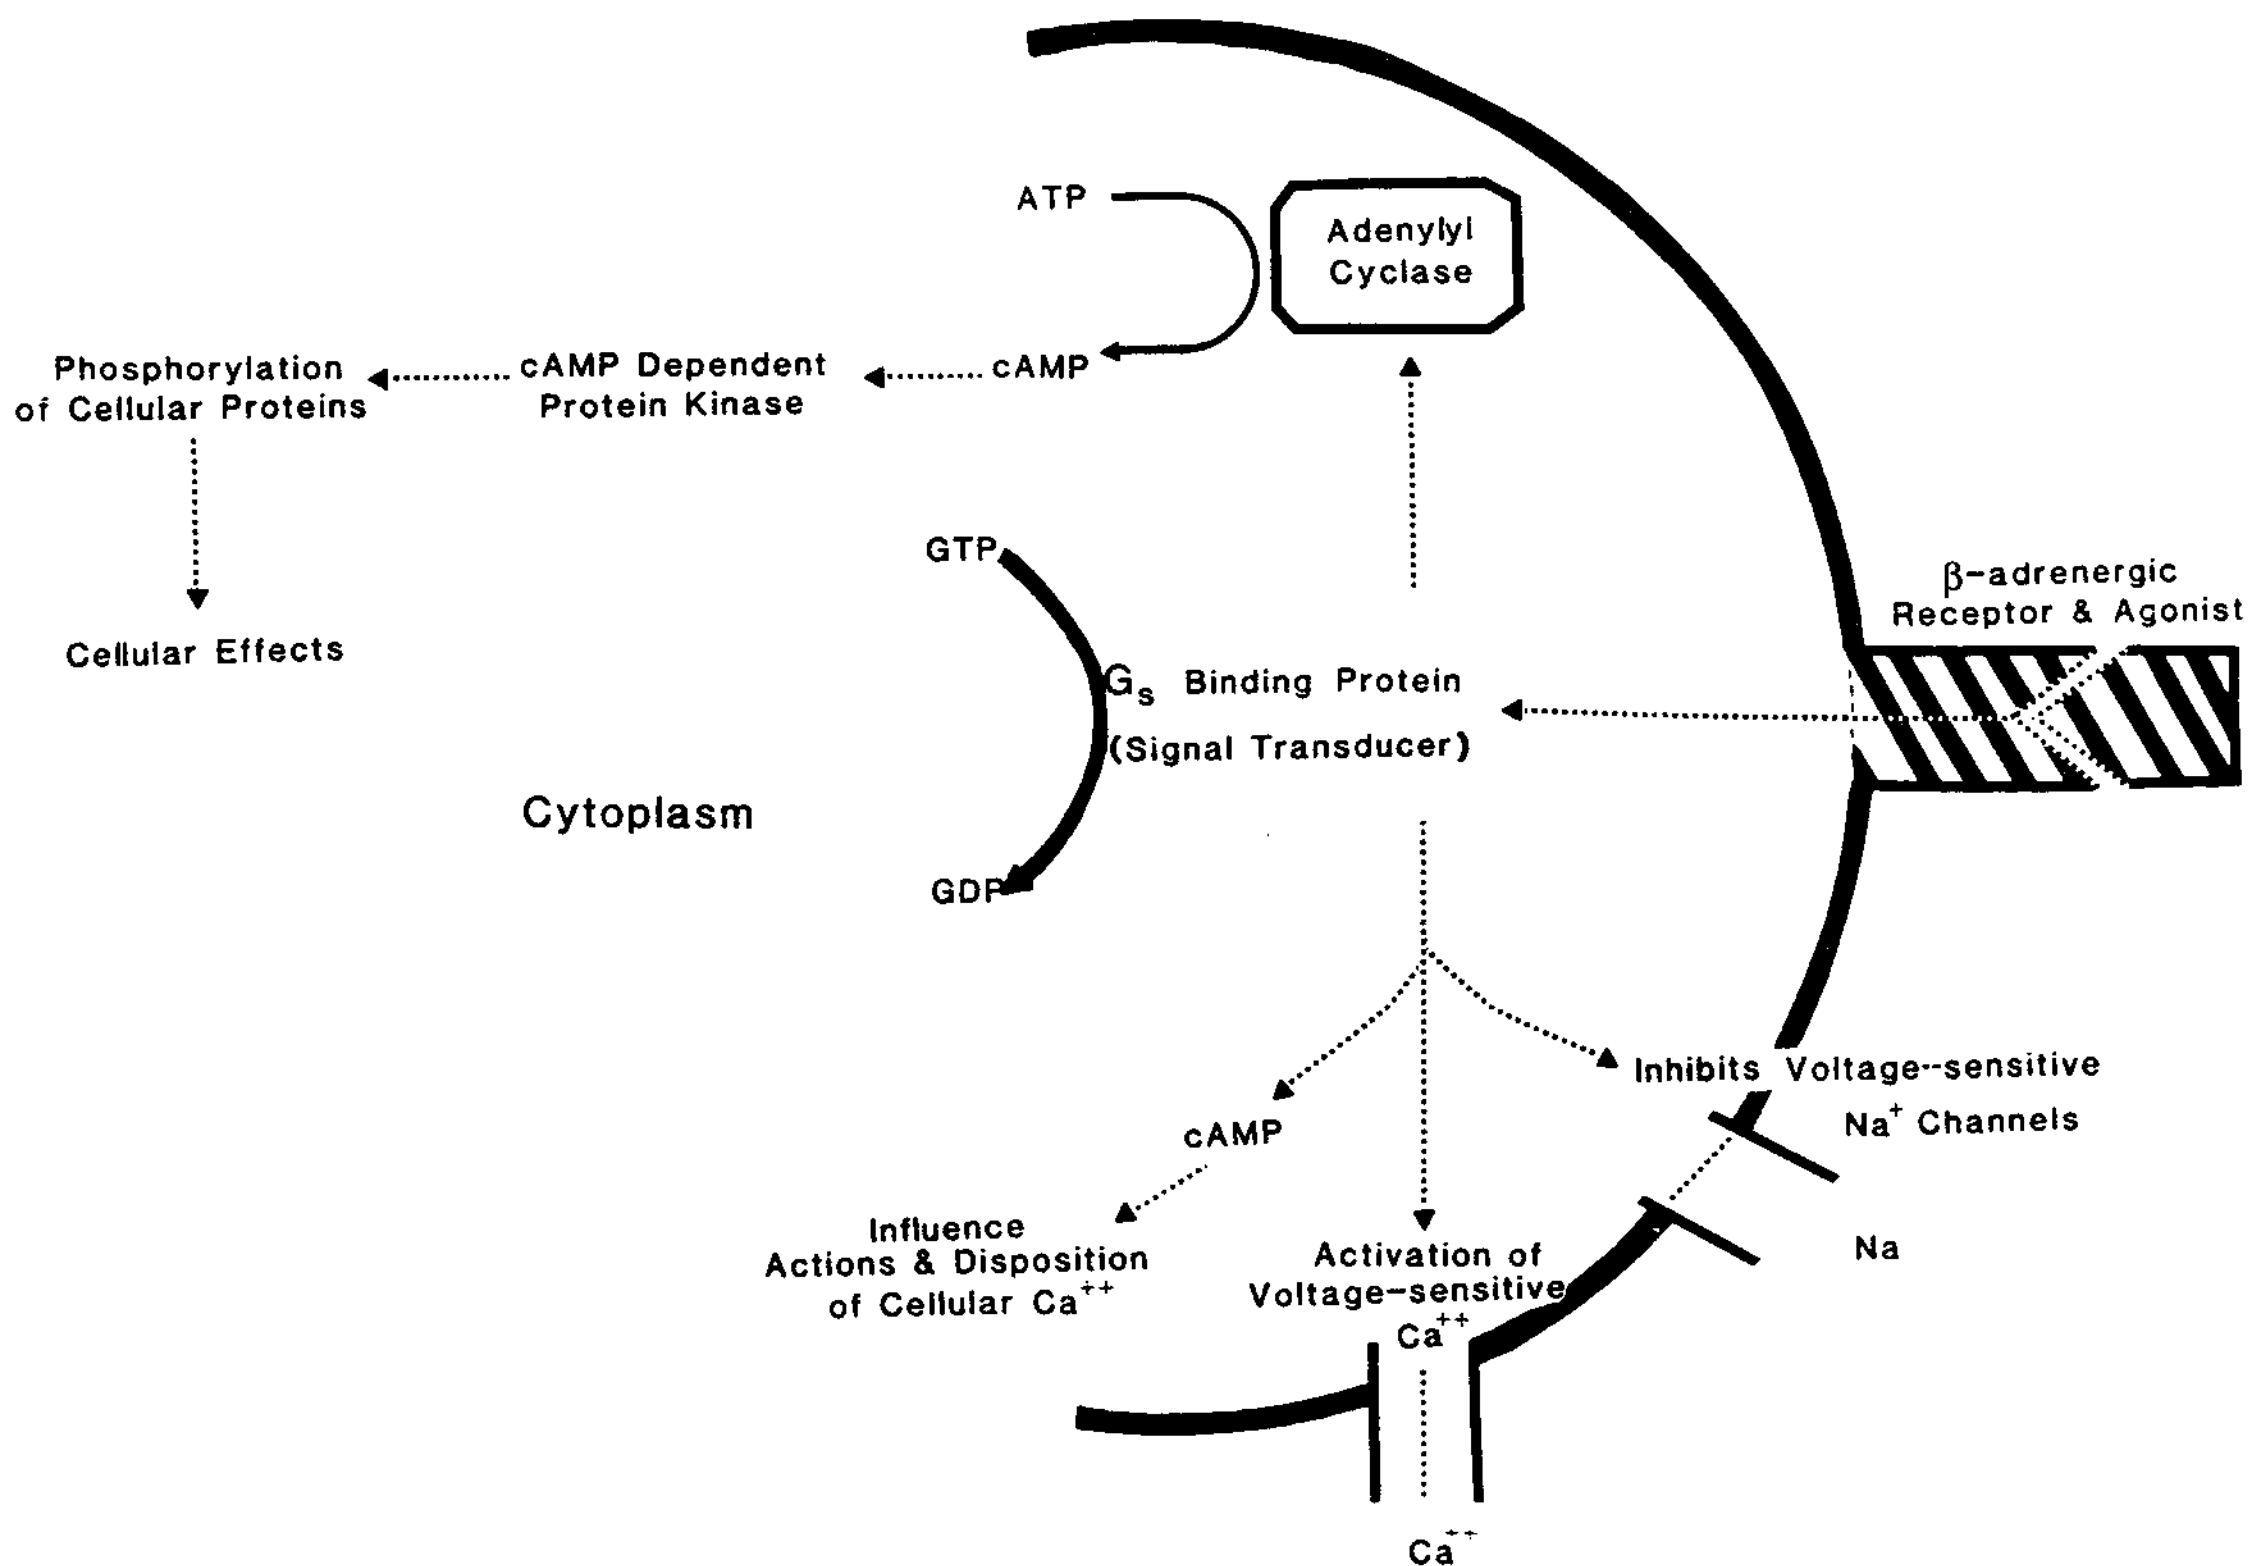 ATP
Adenylyl
Cyclase
Phosphorylation
of Cellular Proteins
cAMP Dependent
Protein Kinase
cAMP
GTP
β-adrenergic
Receptor & Agonist
Cellular Effects
Gs Binding Protein
(Signal Transducer)
Cytoplasm
GDP
Inhibits Voltage--sensitive
Na+ Channels
cAMP
Influence
Actions & Disposition
of Cellular Ca++
Activation of
Voltage-sensitive
Ca++
Na
Ca++